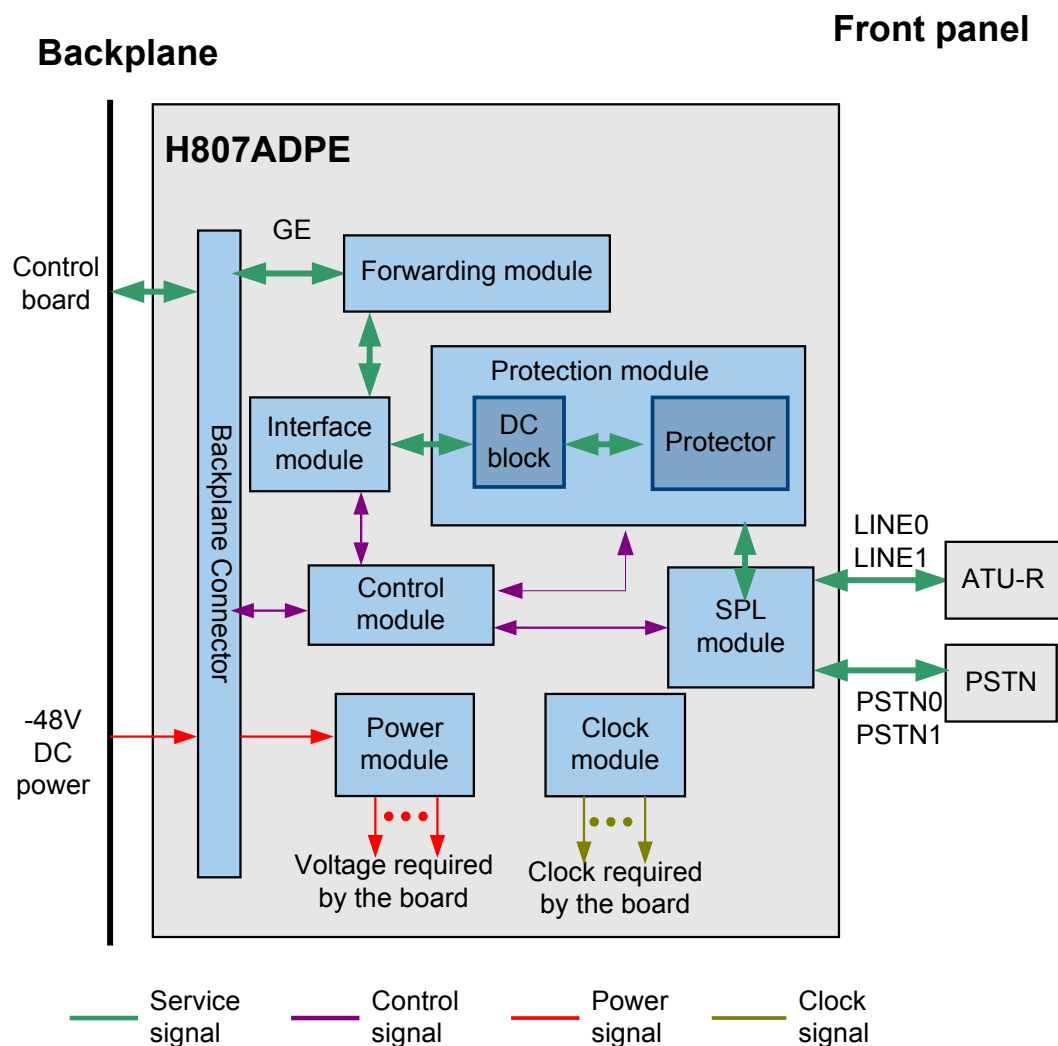 Backplane
Front panel
H807ADPE
GE
Forwarding module
Control
board
Protection module
Interface
module
DC
block
Protector
Backplane Connector
LINE0
LINE1
ATU-R
Control
module
SPL
module
PSTN
PSTN0
PSTN1
-48V
DC
power
Power
module
Clock
module
Voltage required
by the board
Clock required
by the board
Service
signal
Control
signal
Power
signal
Clock
signal